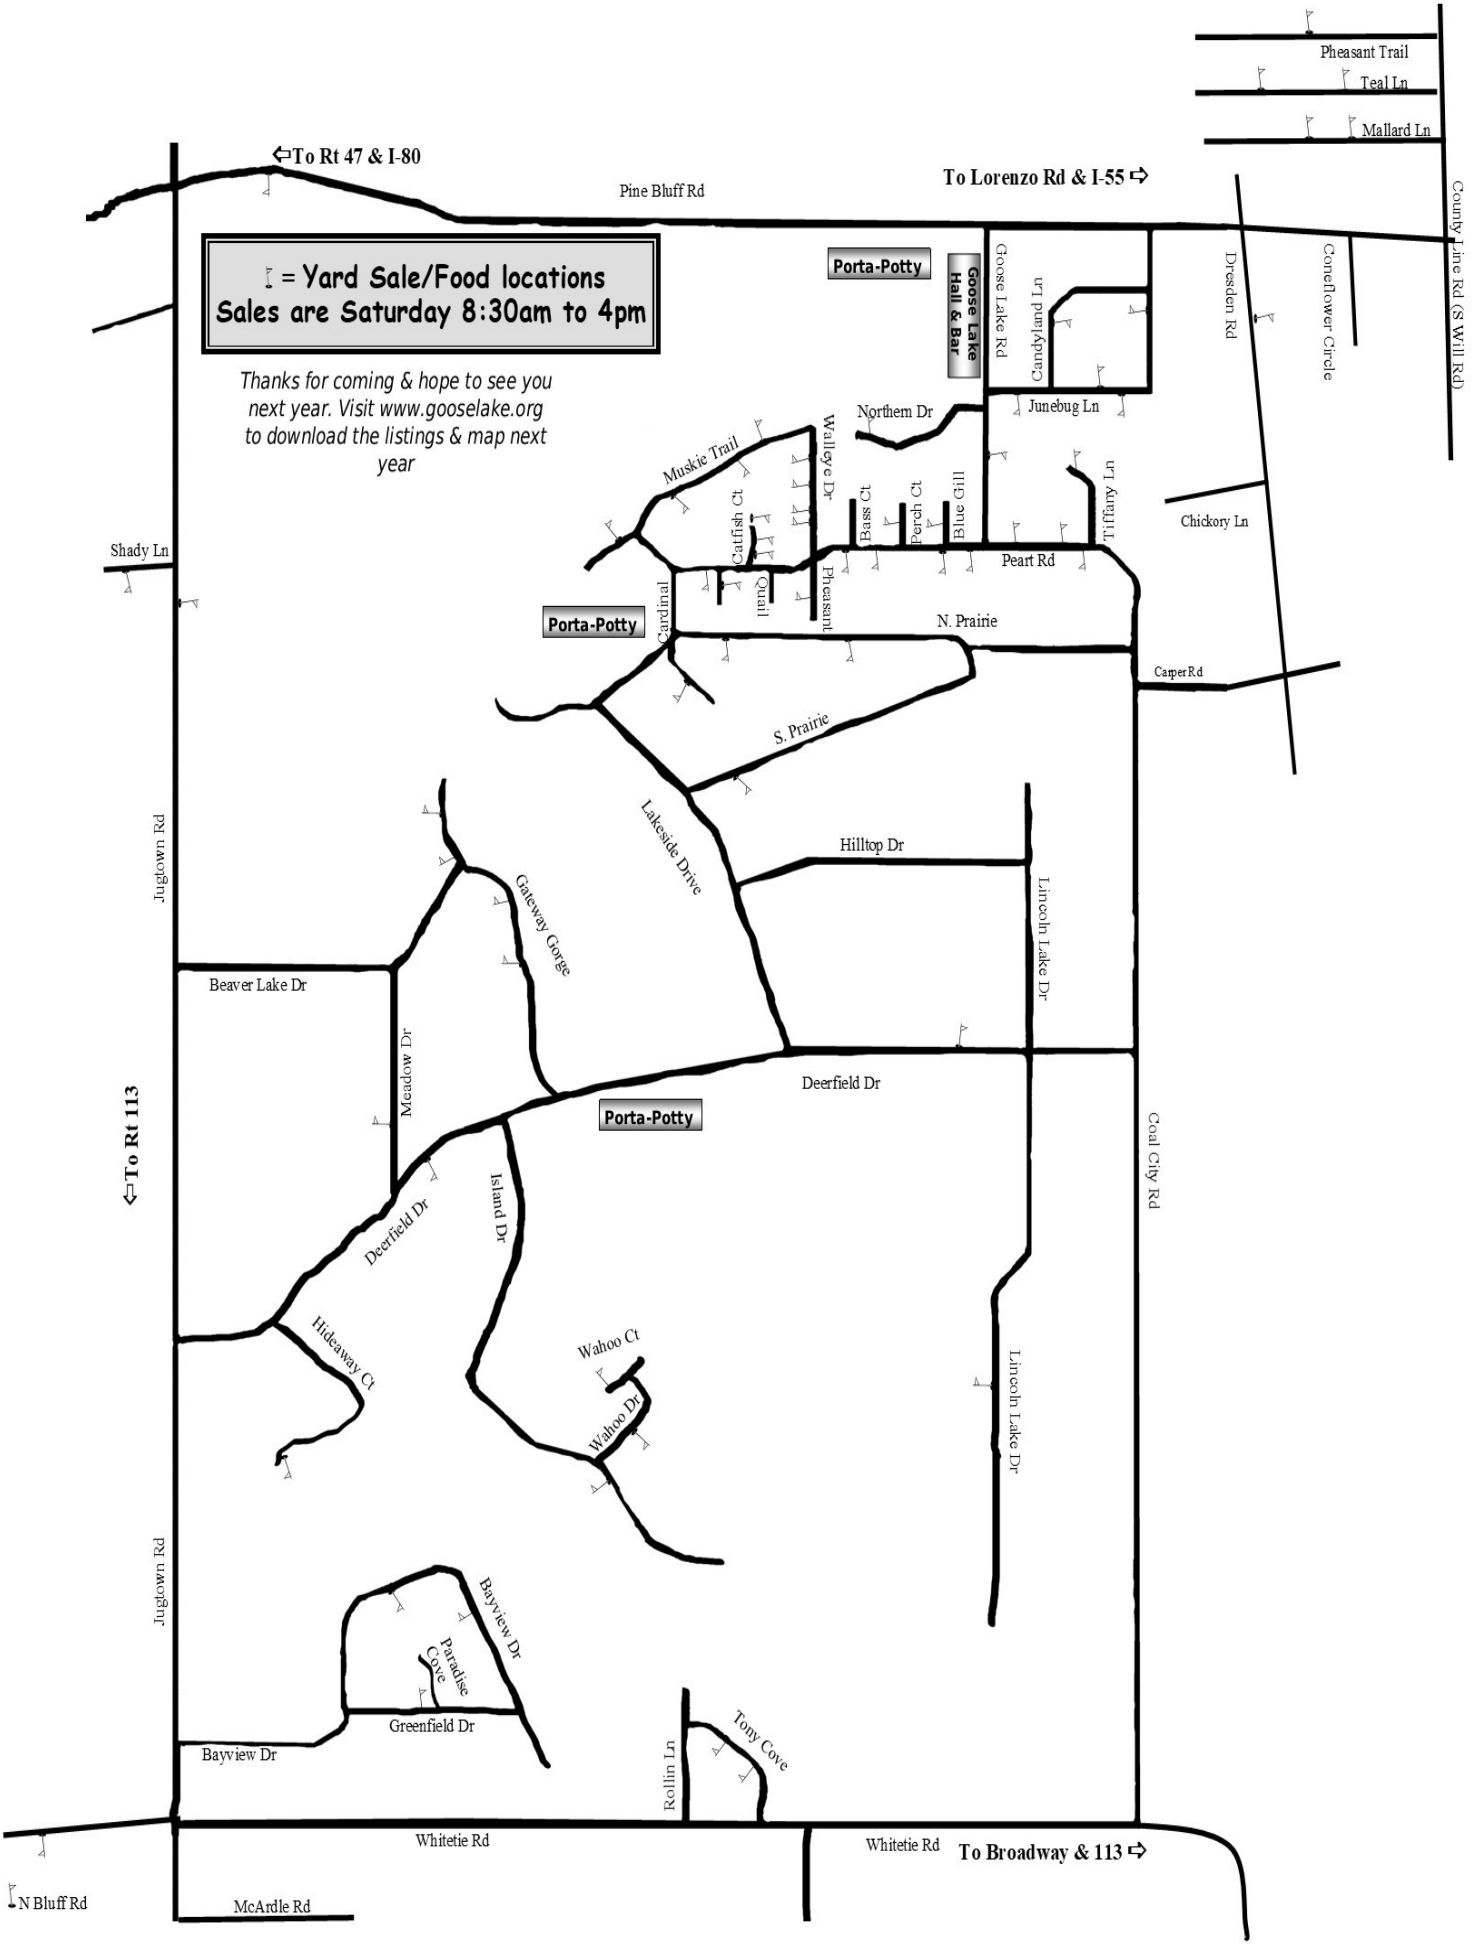 Pheasant Trail
Teal Ln
Mallard Ln
⇦To Rt 47 & I-80
To Lorenzo Rd & I-55 ⇨
Pine Bluff Rd
County Line Rd (S Will Rd)
= Yard Sale/Food locations
Sales are Saturday 8:30am to 4pm
Porta-Potty
Goose Lake
Hall & Bar
Goose Lake Rd
Candyland Ln
Dresden Rd
Coneflower Circle
Thanks for coming & hope to see you
next year. Visit www.gooselake.org
to download the listings & map next
year
Junebug Ln
Northern Dr
Muskie Trail
Walleye Dr
Catfish Ct
Bass Ct
Perch Ct
Blue Gill
Tiffany Ln
Chickory Ln
Shady Ln
Peart Rd
Cardinal
Quail
Pheasant
Porta-Potty
N. Prairie
Carper Rd
S. Prairie
Lakeside Drive
Hilltop Dr
Jugtown Rd
Gateway Gorge
Lincoln Lake Dr
Beaver Lake Dr
Meadow Dr
Deerfield Dr
Porta-Potty
⇦To Rt 113
Coal City Rd
Island Dr
Deerfield Dr
Hideaway Ct
Wahoo Ct
Wahoo Dr
Lincoln Lake Dr
Jugtown Rd
Bayview Dr
Paradise
Cove
Greenfield Dr
Bayview Dr
Rollin Ln
Tony Cove
Whitetie Rd
Whitetie Rd
To Broadway & 113 ⇨
N Bluff Rd
McArdle Rd